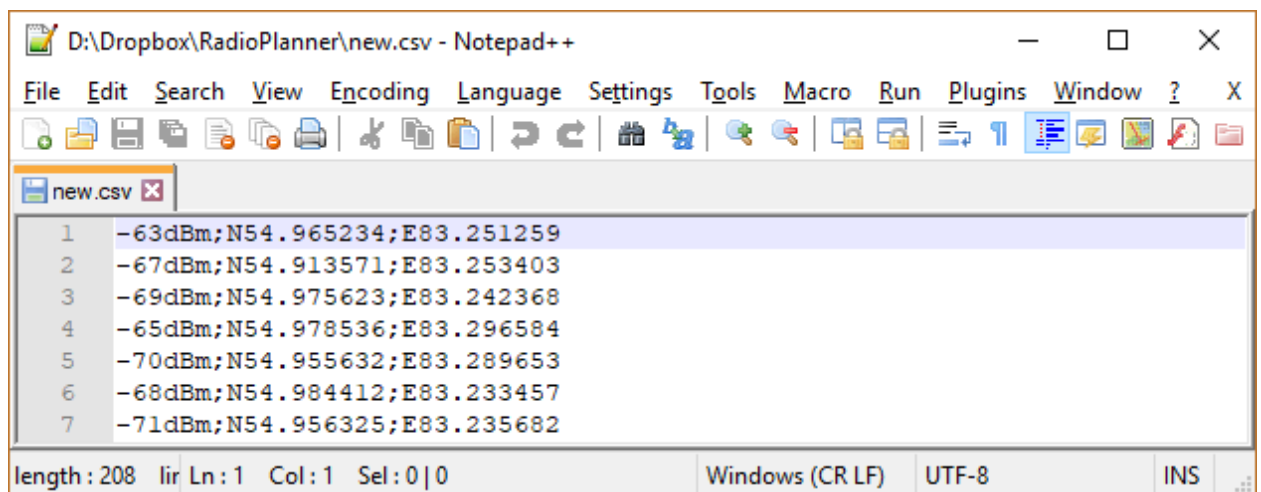 D:\Dropbox\RadioPlanner\new.csv - Notepad++
File Edit Search View Encoding Language Settings Tools Macro Run Plugins Window ? X
new.csv
1 -63dBm;N54.965234;E83.251259
2 -67dBm;N54.913571;E83.253403
3 -69dBm;N54.975623;E83.242368
4 -65dBm;N54.978536;E83.296584
5 -70dBm;N54.955632;E83.289653
6 -68dBm;N54.984412;E83.233457
7 -71dBm;N54.956325;E83.235682
length : 208 lir Ln : 1 Col : 1 Sel : 0 | 0 Windows (CR LF) UTF-8 INS